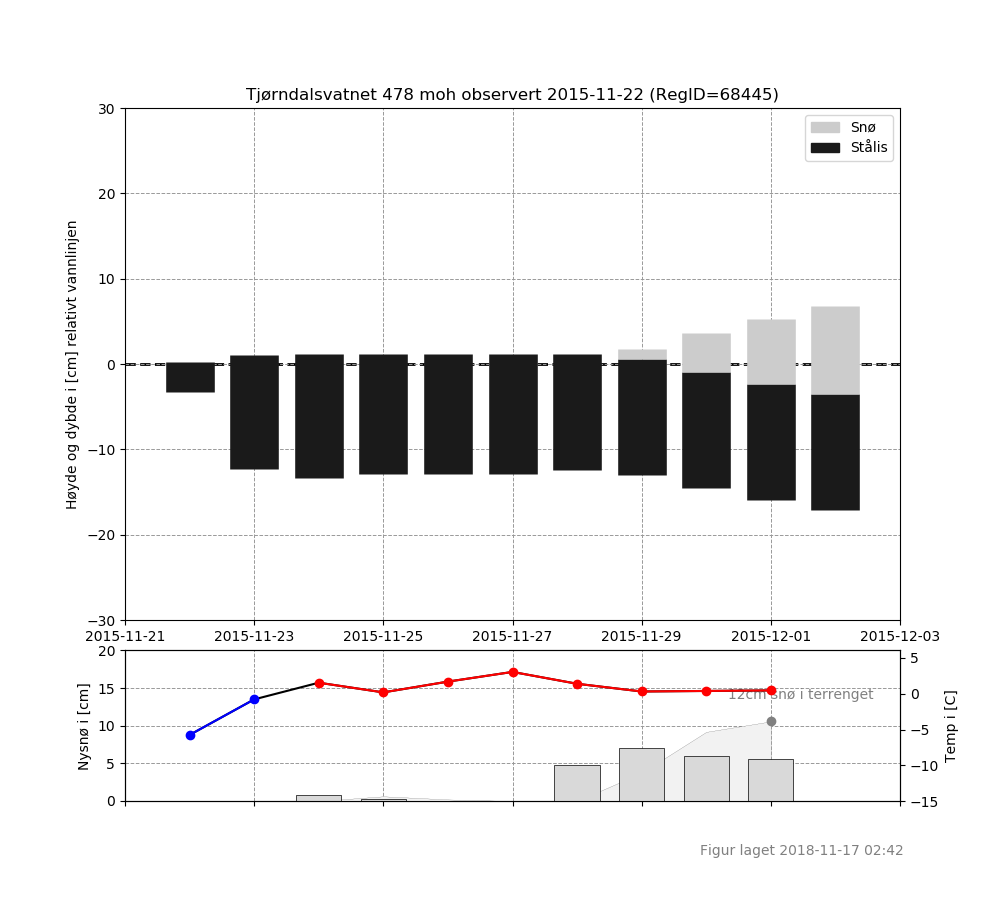 Tjørndalsvatnet 478 moh observert 2015-11-22 (RegID=68445)
Snø
Stålis
Høyde og dybde i [cm] relativt vannlinjen
30
20
10
0
−10
−20
−30
2015-11-21 2015-11-23 2015-11-25 2015-11-27 2015-11-29 2015-12-01 2015-12-03
Nysnø i [cm]
20
15
10
5
0
12cm snø i terrenget
5
0
−5
−10
−15
Temp i [C]
Figur laget 2018-11-17 02:42